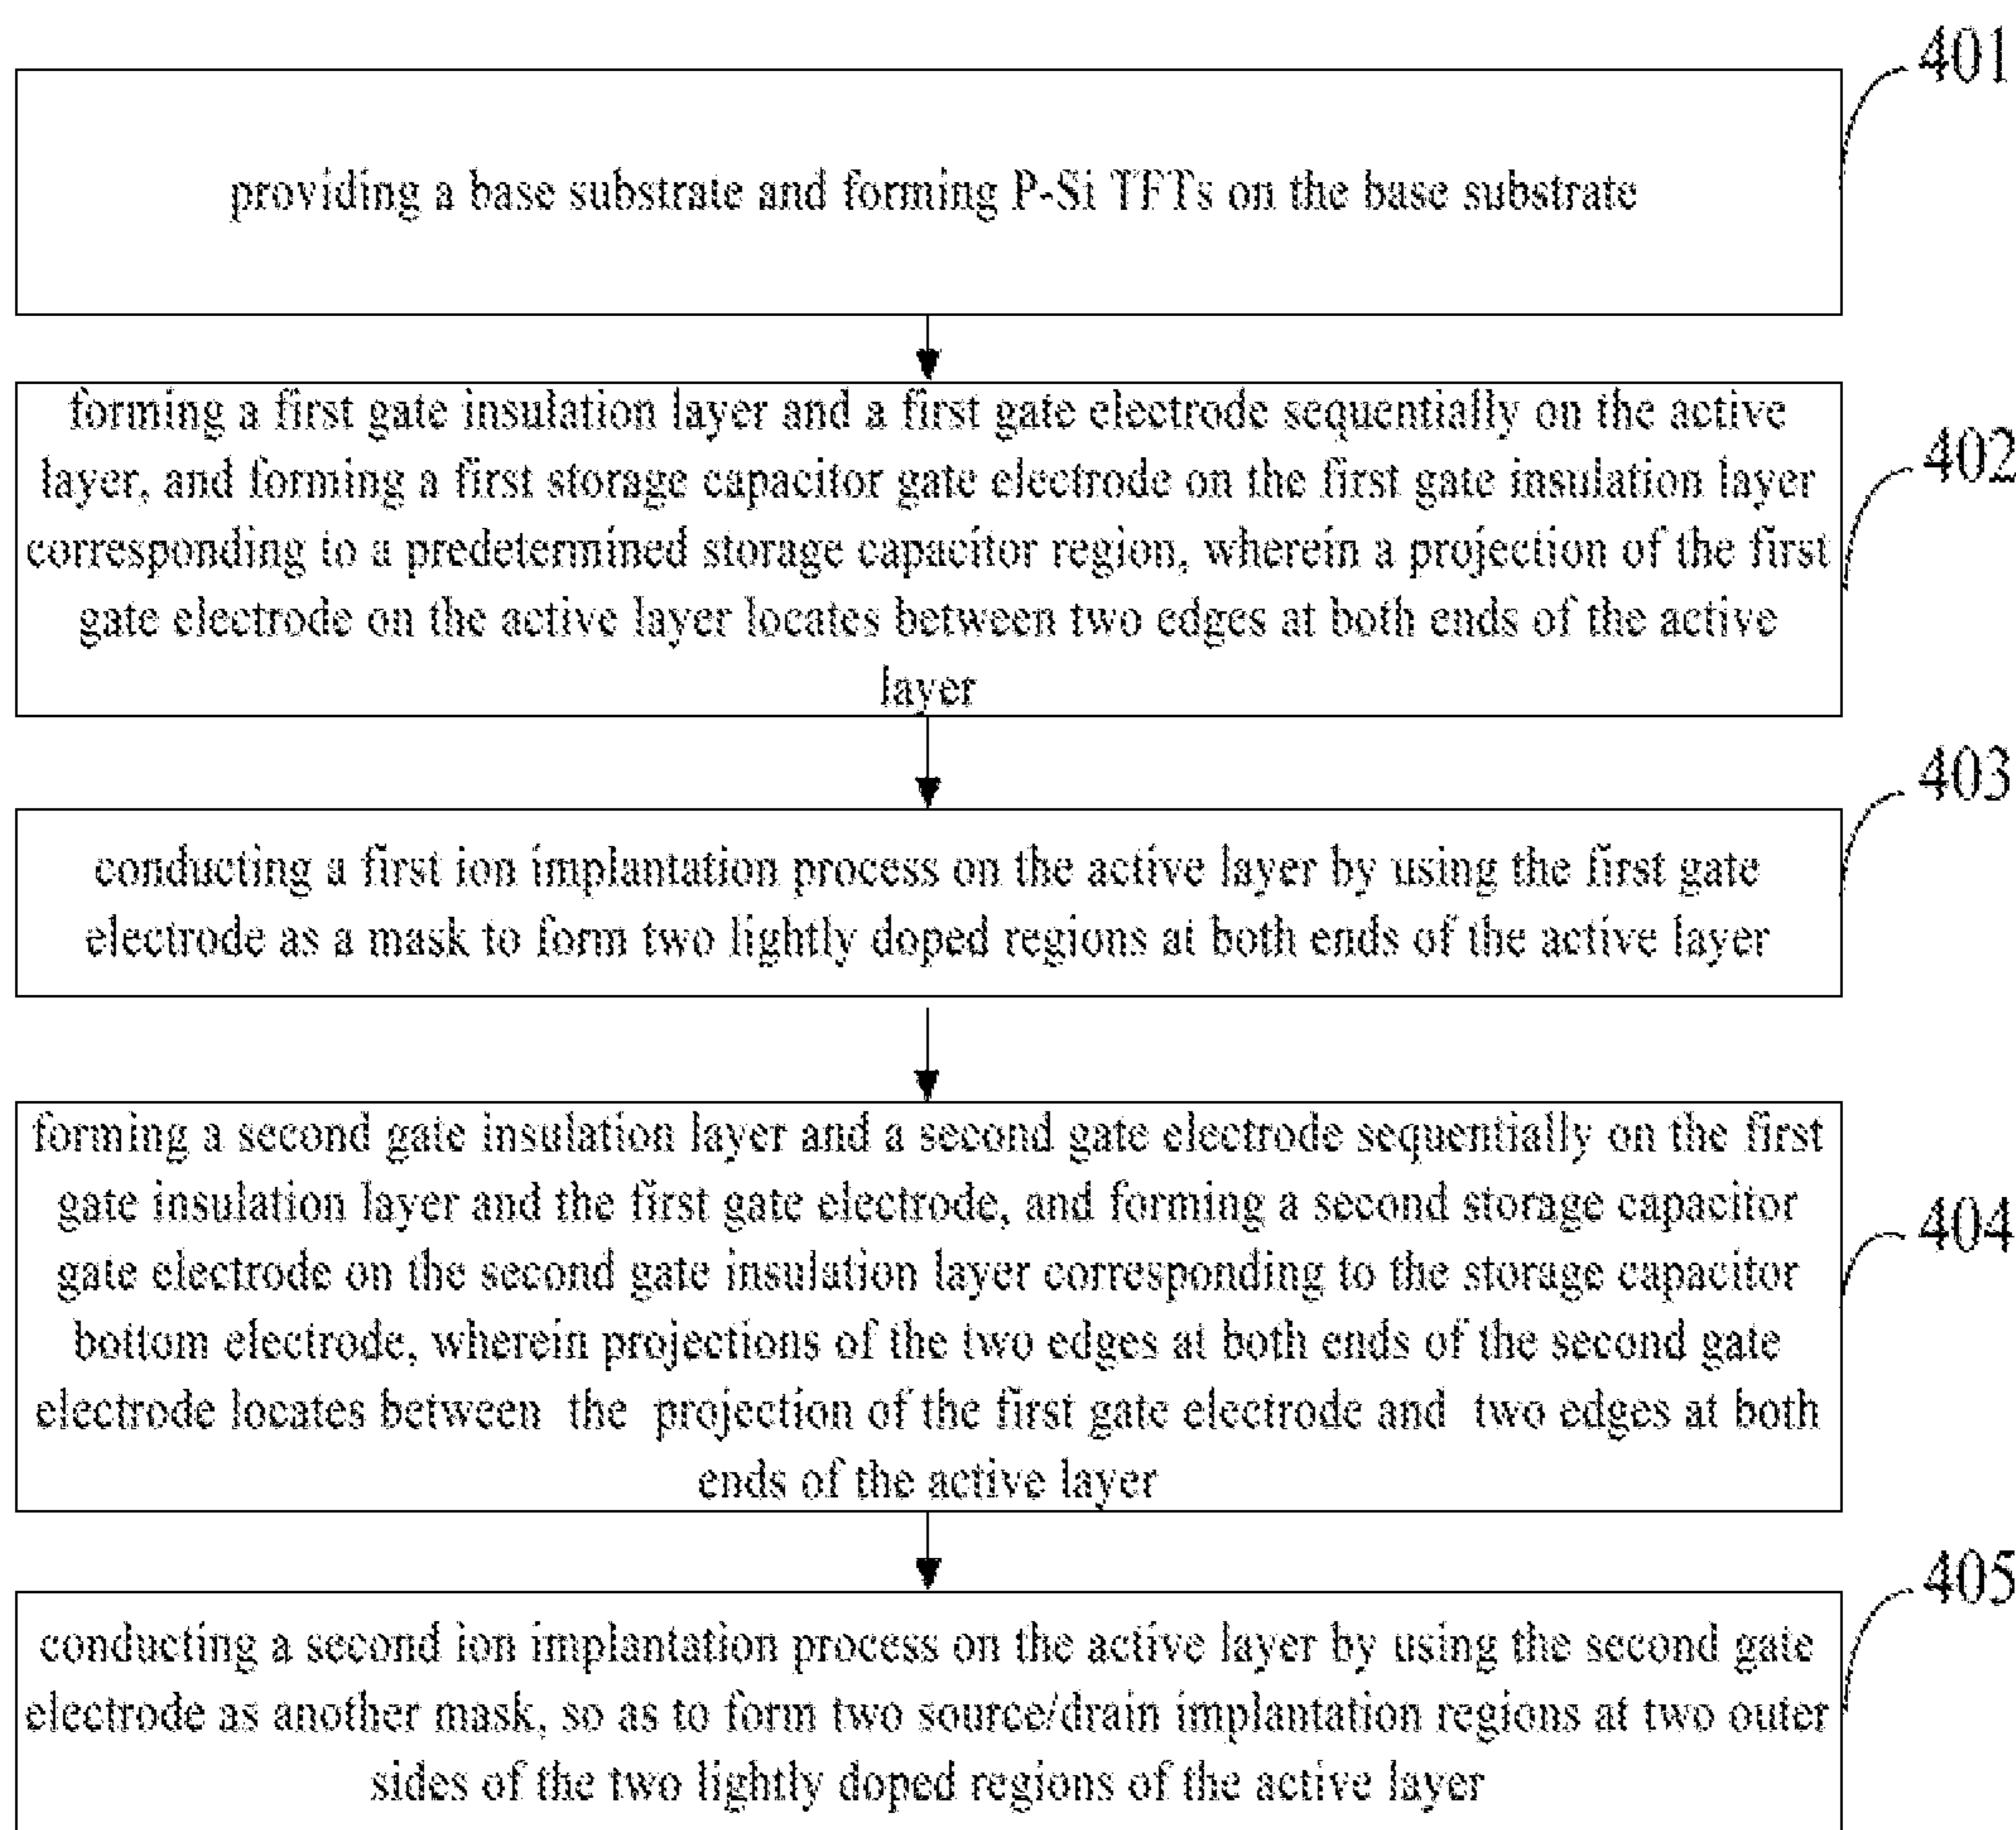 401
providing a base substrate and forming P-Si TFTs on the base substrate
forming a first gate insulation layer and a first gate electrode sequentially on the active
layer, and forming a first storage capacitor gate electrode on the first gate insulation layer
corresponding to a predetermined storage capacitor region, wherein a projection of the first
gate electrode on the active layer locates between two edges at both ends of the active
layer
402
403
conducting a first ion implantation process on the active layer by using the first gate
electrode as a mask to form two lightly doped regions at both ends of the active layer
forming a second gate insulation layer and a second gate electrode sequentially on the first
gate insulation layer and the first gate electrode, and forming a second storage capacitor
gate electrode on the second gate insulation layer corresponding to the storage capacitor
bottom electrode, wherein projections of the two edges at both ends of the second gate
electrode locates between the projection of the first gate electrode and two edges at both
ends of the active layer
404
405
conducting a second ion implantation process on the active layer by using the second gate
electrode as another mask, so as to form two source/drain implantation regions at two outer
sides of the two lightly doped regions of the active layer